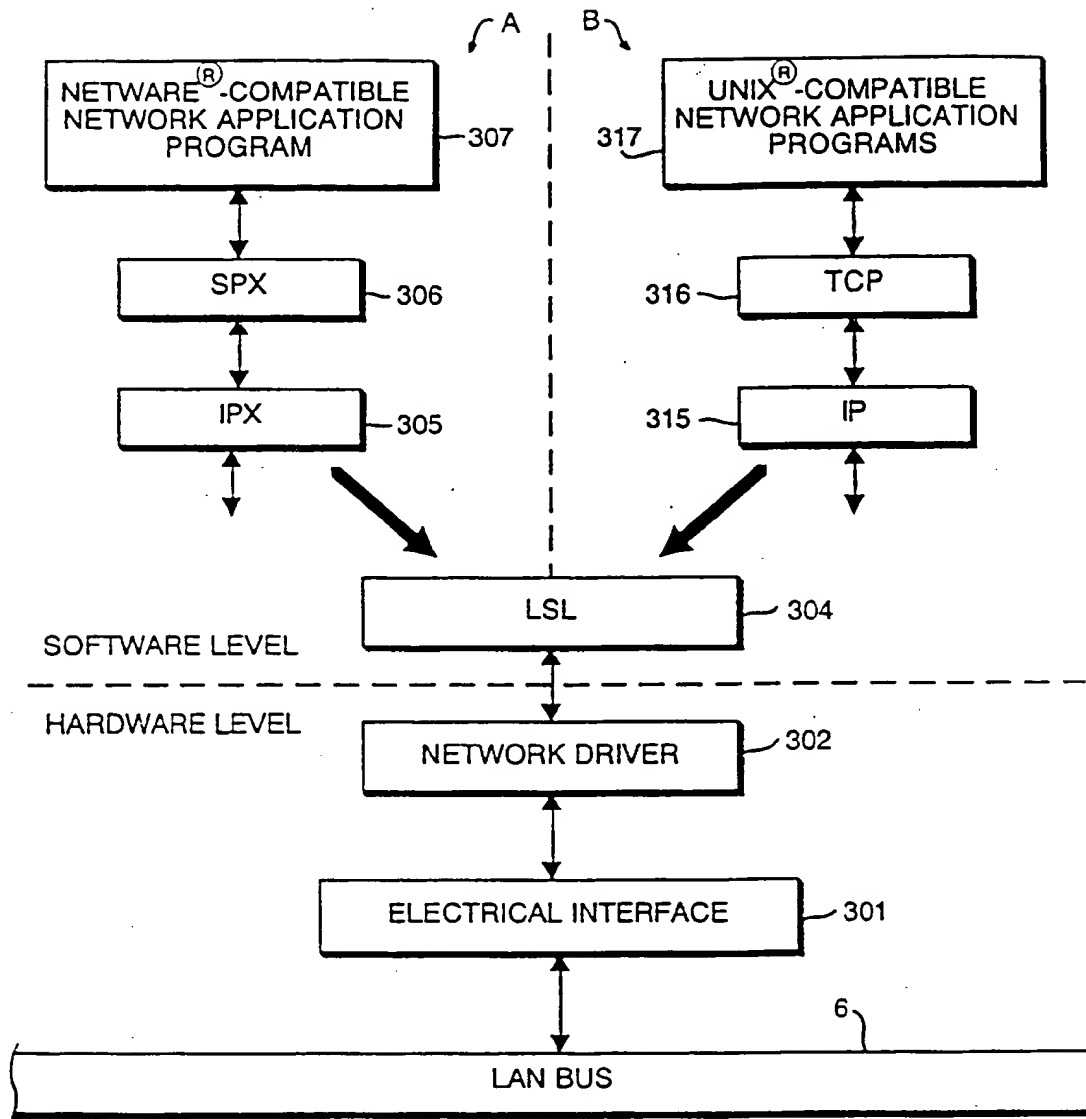 A
B
NETWARE®-COMPATIBLE
NETWORK APPLICATION
PROGRAM
307
UNIX®-COMPATIBLE
NETWORK APPLICATION
PROGRAMS
317
SPX
306
TCP
316
IPX
305
IP
315
LSL
304
SOFTWARE LEVEL
HARDWARE LEVEL
NETWORK DRIVER
302
ELECTRICAL INTERFACE
301
6
LAN BUS